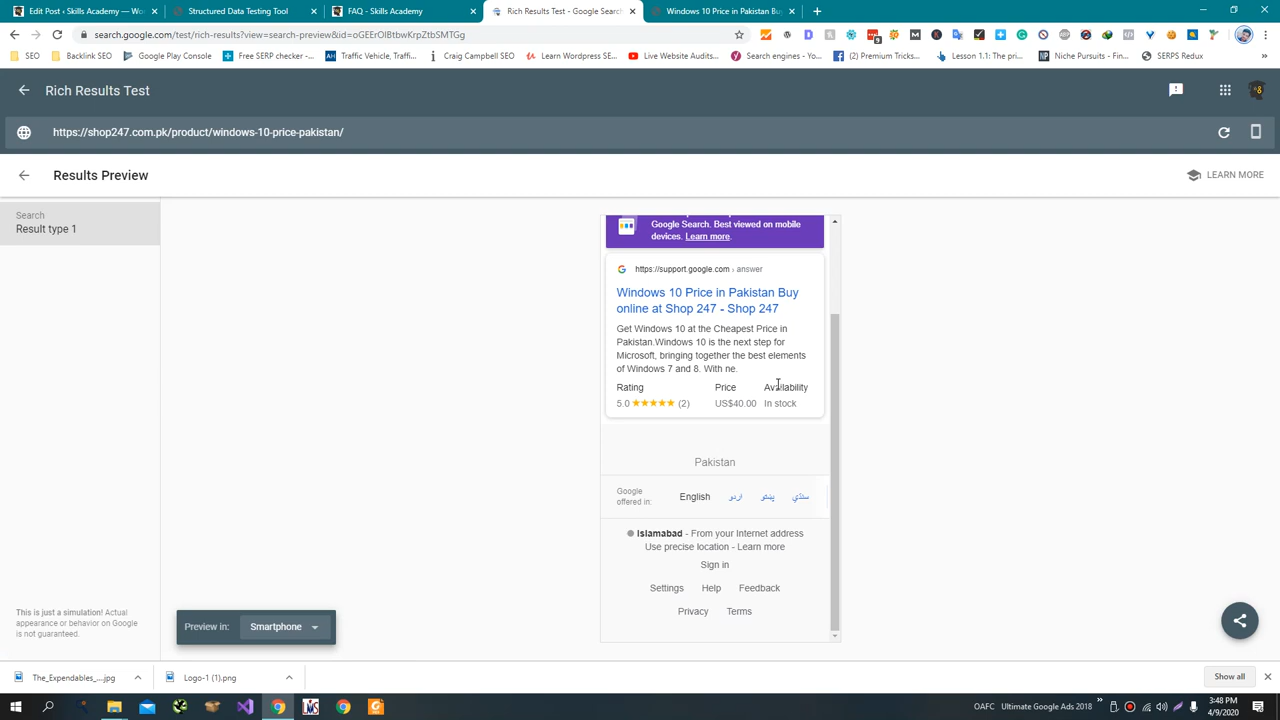 Edit Post ‹ Skills Academy — Wo
Structured Data Testing Tool
FAQ - Skills Academy
Rich Results Test - Google Search
Windows 10 Price in Pakistan Buy
search.google.com/test/rich-results?view=search-preview&id=oGEErOlBtbwKrpZtbSMTGg
SEO
Backlink SEO
Google Play Console
Free SERP checker -...
Traffic Vehicle, Traffi...
Craig Campbell SEO
Learn Wordpress SE...
Live Website Audits...
Search engines - Yo...
(2) Premium Tricks...
Lesson 1.1: The pri...
Niche Pursuits - Fin...
SERPS Redux
Rich Results Test
https://shop247.com.pk/product/windows-10-price-pakistan/
Results Preview
LEARN MORE
Search
Result type 1
Google Search. Best viewed on mobile
devices. Learn more.
https://support.google.com › answer
Windows 10 Price in Pakistan Buy
online at Shop 247 - Shop 247
Get Windows 10 at the Cheapest Price in
Pakistan.Windows 10 is the next step for
Microsoft, bringing together the best elements
of Windows 7 and 8. With ne.
Rating Price Availability
5.0 ★★★★★ (2) US$40.00 In stock
Pakistan
Google
offered in:
English اردو پښتو سنڌي
Islamabad - From your Internet address
Use precise location - Learn more
Sign in
Settings Help Feedback
Privacy Terms
This is just a simulation! Actual
appearance or behavior on Google
is not guaranteed.
Preview in: Smartphone
The_Expendables_....jpg
Logo-1 (1).png
Show all
OAFC
Ultimate Google Ads 2018
3:48 PM
4/9/2020